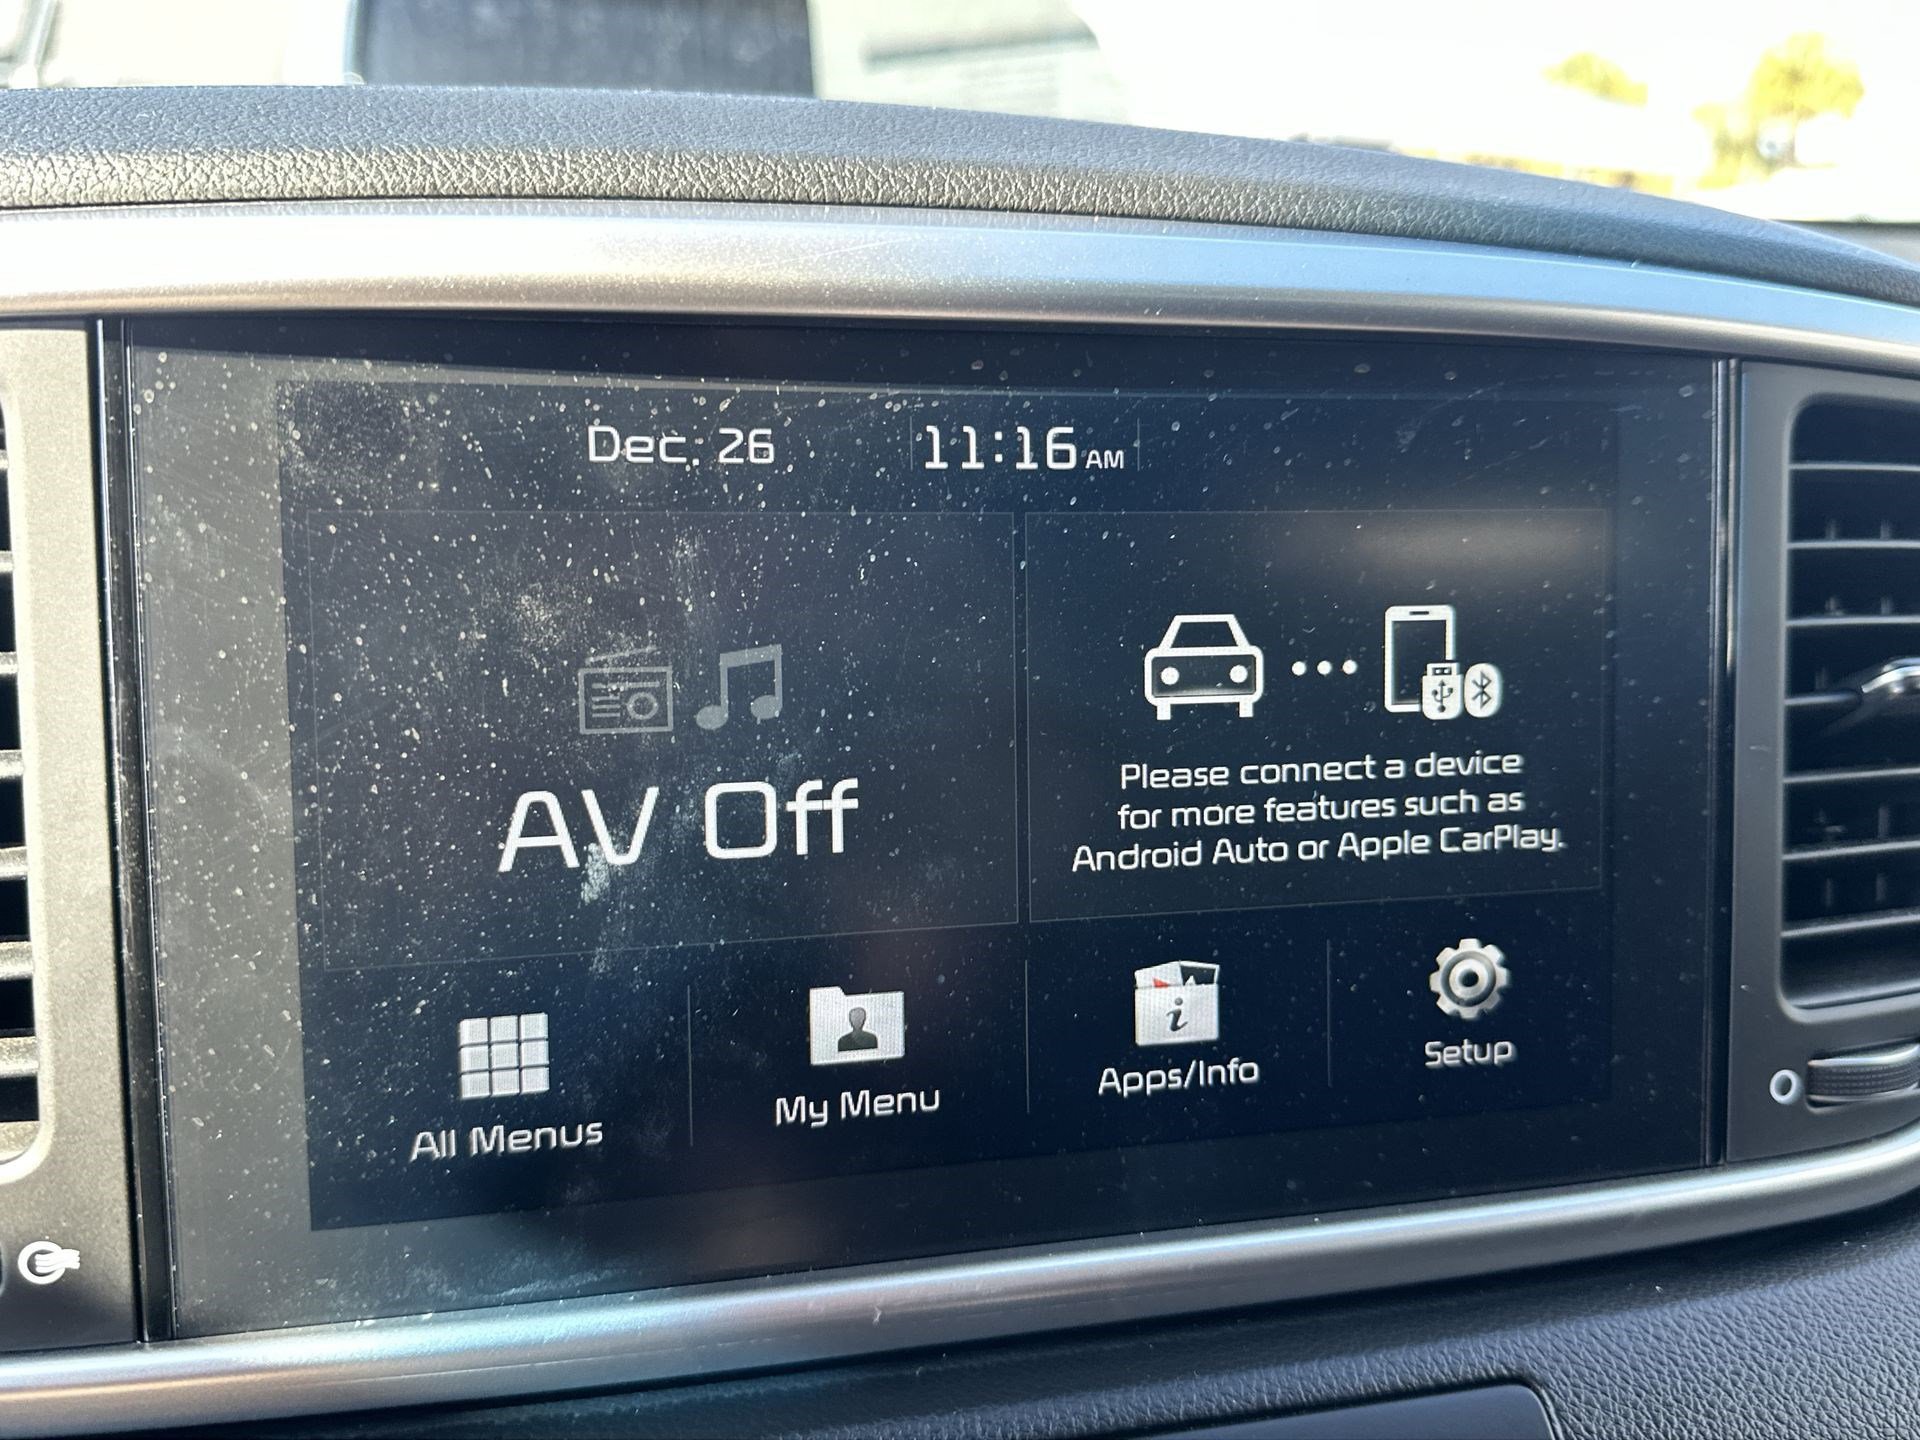 Dec. 26 11:16 AM
AV Off
Please connect a device
for more features such as
Android Auto or Apple CarPlay.
All Menus
My Menu
Apps/Info
Setup